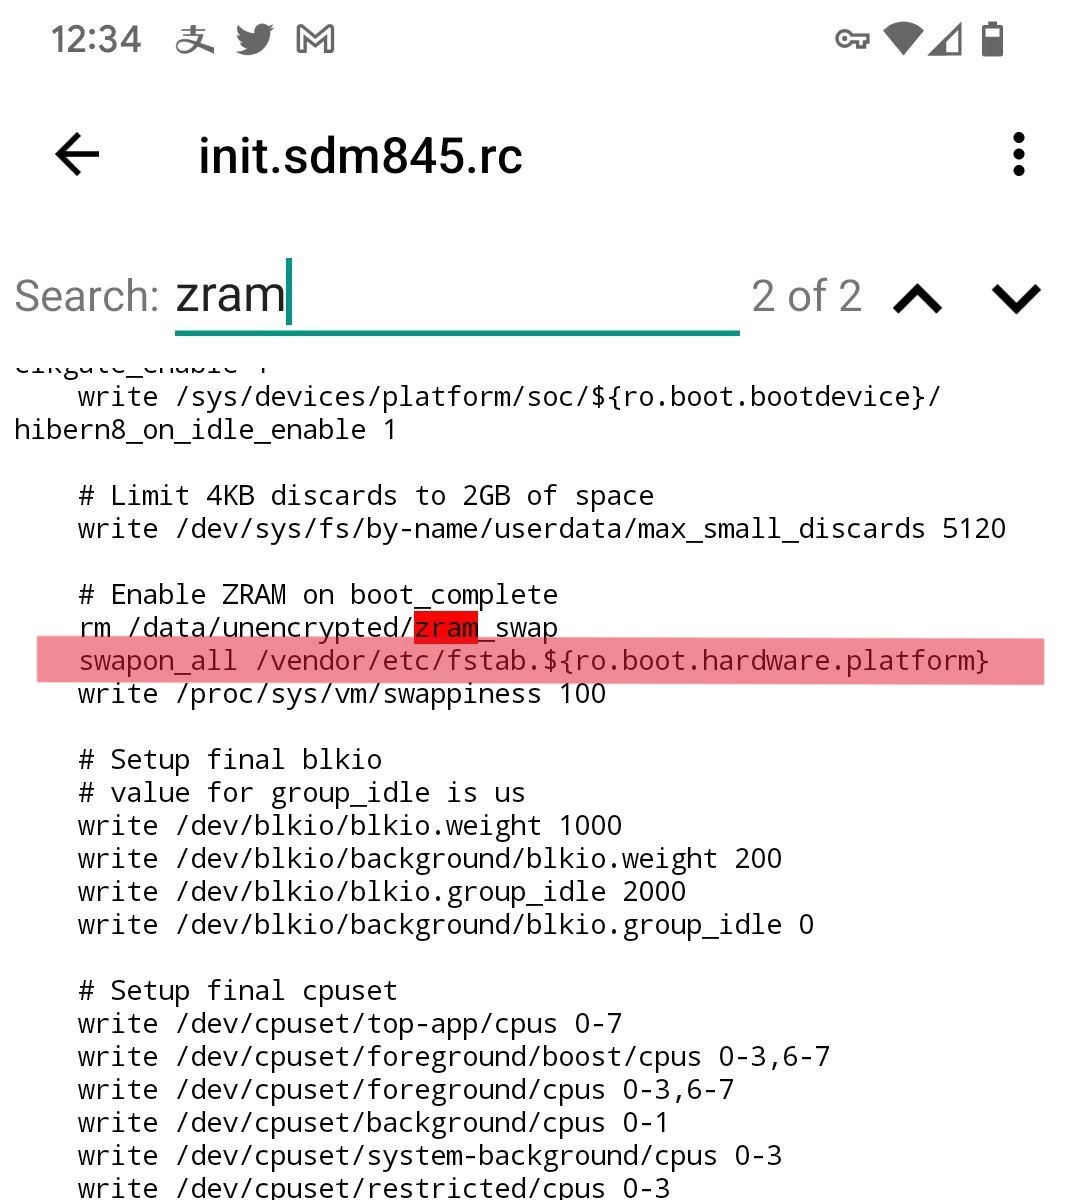 12:34
init.sdm845.rc
Search: zram 2 of 2
clkgate_enable 1
write /sys/devices/platform/soc/${ro.boot.bootdevice}/
hibern8_on_idle_enable 1
# Limit 4KB discards to 2GB of space
write /dev/sys/fs/by-name/userdata/max_small_discards 5120
# Enable ZRAM on boot_complete
rm /data/unencrypted/zram_swap
swapon_all /vendor/etc/fstab.${ro.boot.hardware.platform}
write /proc/sys/vm/swappiness 100
# Setup final blkio
# value for group_idle is us
write /dev/blkio/blkio.weight 1000
write /dev/blkio/background/blkio.weight 200
write /dev/blkio/blkio.group_idle 2000
write /dev/blkio/background/blkio.group_idle 0
# Setup final cpuset
write /dev/cpuset/top-app/cpus 0-7
write /dev/cpuset/foreground/boost/cpus 0-3,6-7
write /dev/cpuset/foreground/cpus 0-3,6-7
write /dev/cpuset/background/cpus 0-1
write /dev/cpuset/system-background/cpus 0-3
write /dev/cpuset/restricted/cpus 0-3